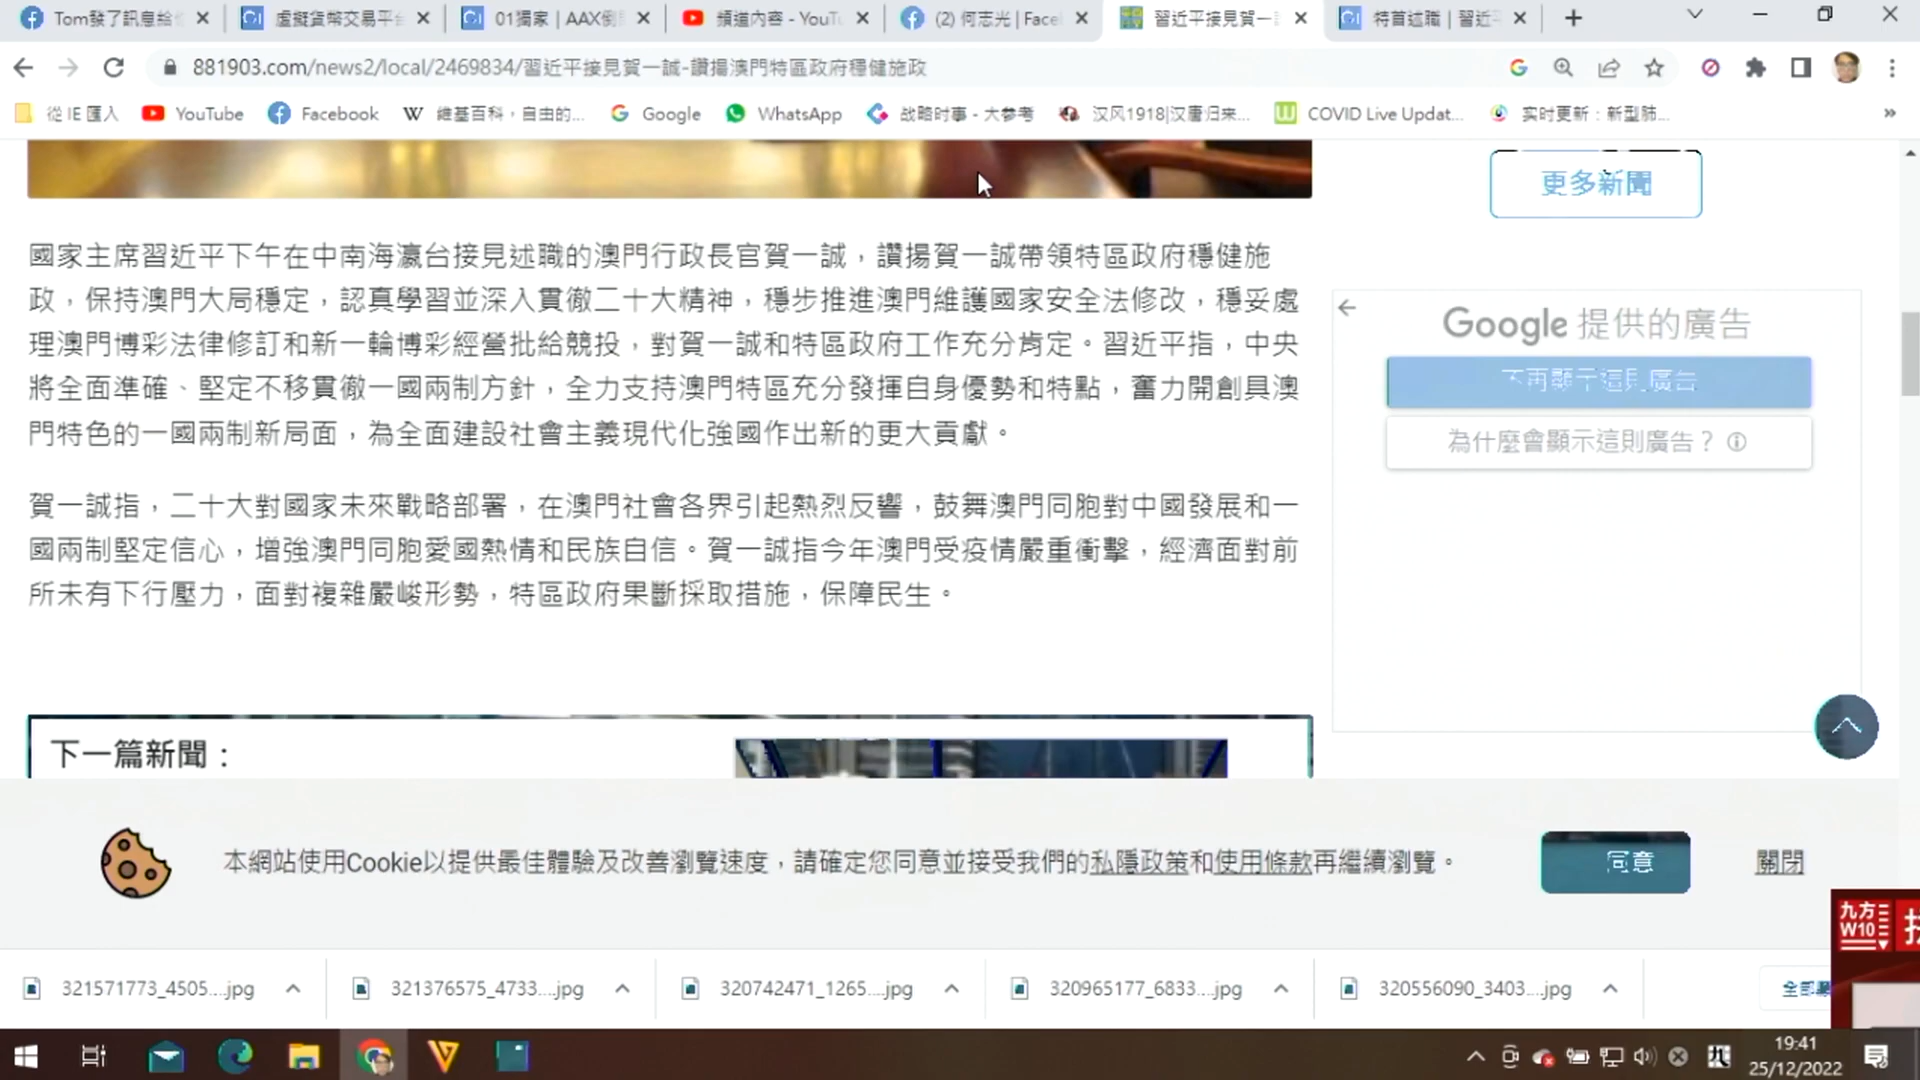 Tom發了訊息給
虛擬貨幣交易平
01獨家 | AAX倒
頻道內容 - YouTu
(2) 何志光 | Face
習近平接見賀一
特首述職 | 習近
881903.com/news2/local/2469834/習近平接見賀一誠-讚揚澳門特區政府穩健施政
從 IE 匯入
YouTube
Facebook
維基百科，自由的...
Google
WhatsApp
战略时事 - 大参考
汉风1918|汉唐归来...
COVID Live Updat...
实时更新：新型肺...
更多新聞
國家主席習近平下午在中南海瀛台接見述職的澳門行政長官賀一誠，讚揚賀一誠帶領特區政府穩健施
政，保持澳門大局穩定，認真學習並深入貫徹二十大精神，穩步推進澳門維護國家安全法修改，穩妥處
理澳門博彩法律修訂和新一輪博彩經營批給競投，對賀一誠和特區政府工作充分肯定。習近平指，中央
將全面準確、堅定不移貫徹一國兩制方針，全力支持澳門特區充分發揮自身優勢和特點，奮力開創具澳
門特色的一國兩制新局面，為全面建設社會主義現代化強國作出新的更大貢獻。
賀一誠指，二十大對國家未來戰略部署，在澳門社會各界引起熱烈反響，鼓舞澳門同胞對中國發展和一
國兩制堅定信心，增強澳門同胞愛國熱情和民族自信。賀一誠指今年澳門受疫情嚴重衝擊，經濟面對前
所未有下行壓力，面對複雜嚴峻形勢，特區政府果斷採取措施，保障民生。
Google 提供的廣告
不再顯示這則廣告
為什麼會顯示這則廣告？
下一篇新聞：
本網站使用Cookie以提供最佳體驗及改善瀏覽速度，請確定您同意並接受我們的私隱政策和使用條款再繼續瀏覽。
同意
關閉
九方
W10
321571773_4505....jpg
321376575_4733....jpg
320742471_1265....jpg
320965177_6833....jpg
320556090_3403....jpg
全部
19:41
25/12/2022